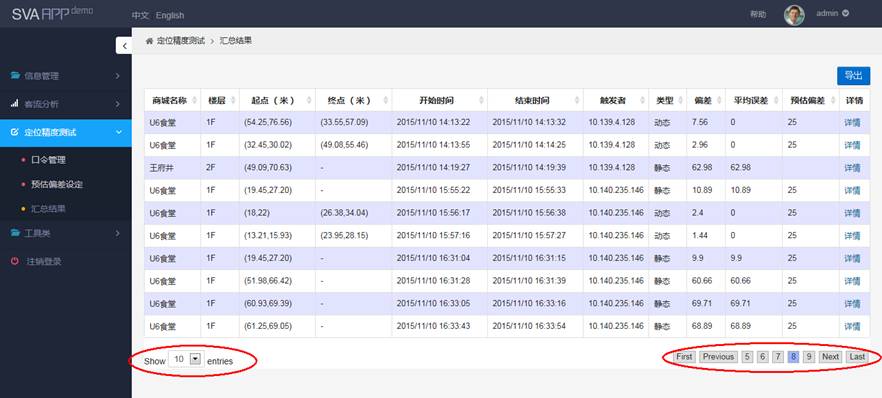 SVA APP demo
中文 English
帮助 admin
定位精度测试 > 汇总结果
信息管理
客流分析
定位精度测试
口令管理
预估偏差设定
汇总结果
工具类
注销登录
导出
商城名称 楼层 起点 （米） 终点 （米） 开始时间 结束时间 触发者 类型 偏差 平均误差 预估偏差 详情
U6食堂 1F (54.25,76.56) (33.55,57.09) 2015/11/10 14:13:22 2015/11/10 14:13:32 10.139.4.128 动态 7.56 0 25 详情
U6食堂 1F (32.45,30.02) (49.08,55.46) 2015/11/10 14:13:55 2015/11/10 14:14:25 10.139.4.128 动态 2.96 0 25 详情
王府井 2F (49.09,70.63) - 2015/11/10 14:19:27 2015/11/10 14:19:39 10.139.4.128 静态 62.98 62.98 详情
U6食堂 1F (19.45,27.20) - 2015/11/10 15:55:22 2015/11/10 15:55:33 10.140.235.146 静态 10.89 10.89 25 详情
U6食堂 1F (18,22) (26.38,34.04) 2015/11/10 15:56:17 2015/11/10 15:56:38 10.140.235.146 动态 2.4 0 25 详情
U6食堂 1F (13.21,15.93) (23.95,28.15) 2015/11/10 15:57:16 2015/11/10 15:57:27 10.140.235.146 动态 1.44 0 25 详情
U6食堂 1F (19.45,27.20) - 2015/11/10 16:31:04 2015/11/10 16:31:15 10.140.235.146 静态 9.9 9.9 25 详情
U6食堂 1F (51.98,66.42) - 2015/11/10 16:31:28 2015/11/10 16:31:39 10.140.235.146 静态 60.66 60.66 25 详情
U6食堂 1F (60.93,69.39) - 2015/11/10 16:33:05 2015/11/10 16:33:16 10.140.235.146 静态 69.71 69.71 25 详情
U6食堂 1F (61.25,69.05) - 2015/11/10 16:33:43 2015/11/10 16:33:54 10.140.235.146 静态 68.89 68.89 25 详情
Show 10 entries
First Previous 5 6 7 8 9 Next Last